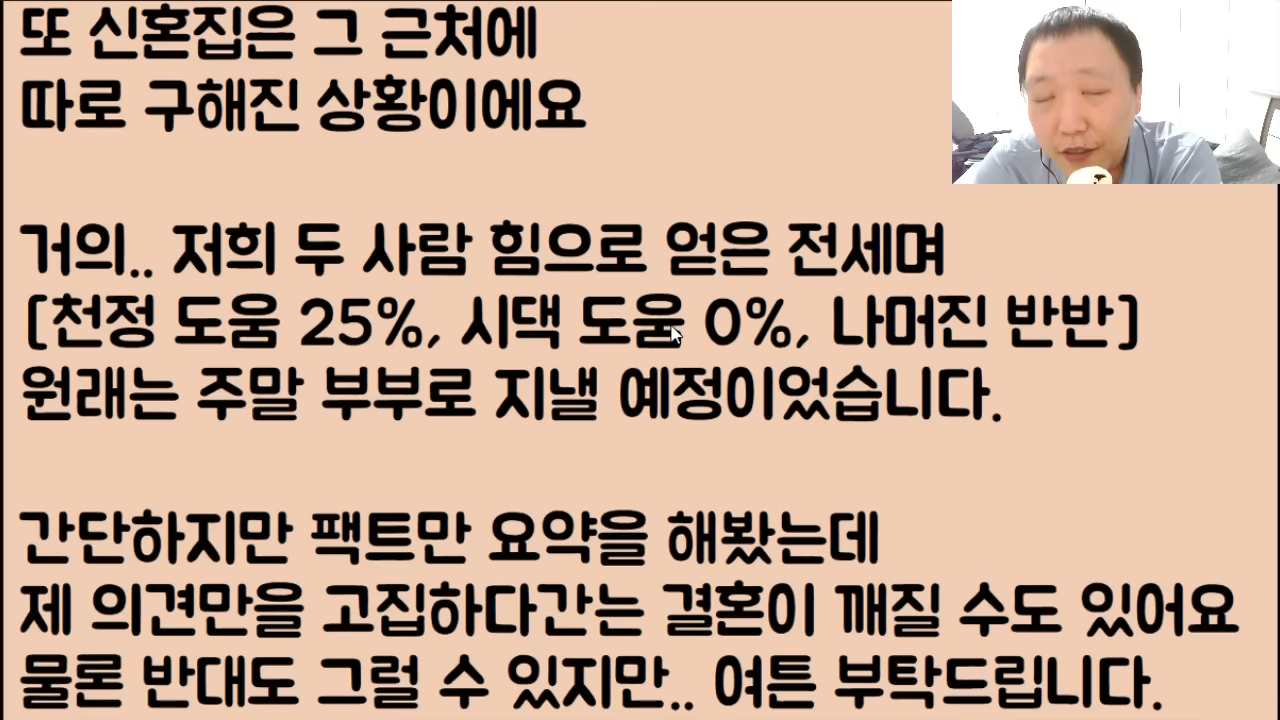 또 신혼집은 그 근처에
따로 구해진 상황이에요
거의.. 저희 두 사람 힘으로 얻은 전세며
[천정 도움 25%, 시댁 도움 0%, 나머진 반반]
원래는 주말 부부로 지낼 예정이었습니다.
간단하지만 팩트만 요약을 해봤는데
제 의견만을 고집하다간는 결혼이 깨질 수도 있어요
물론 반대도 그럴 수 있지만.. 여튼 부탁드립니다.